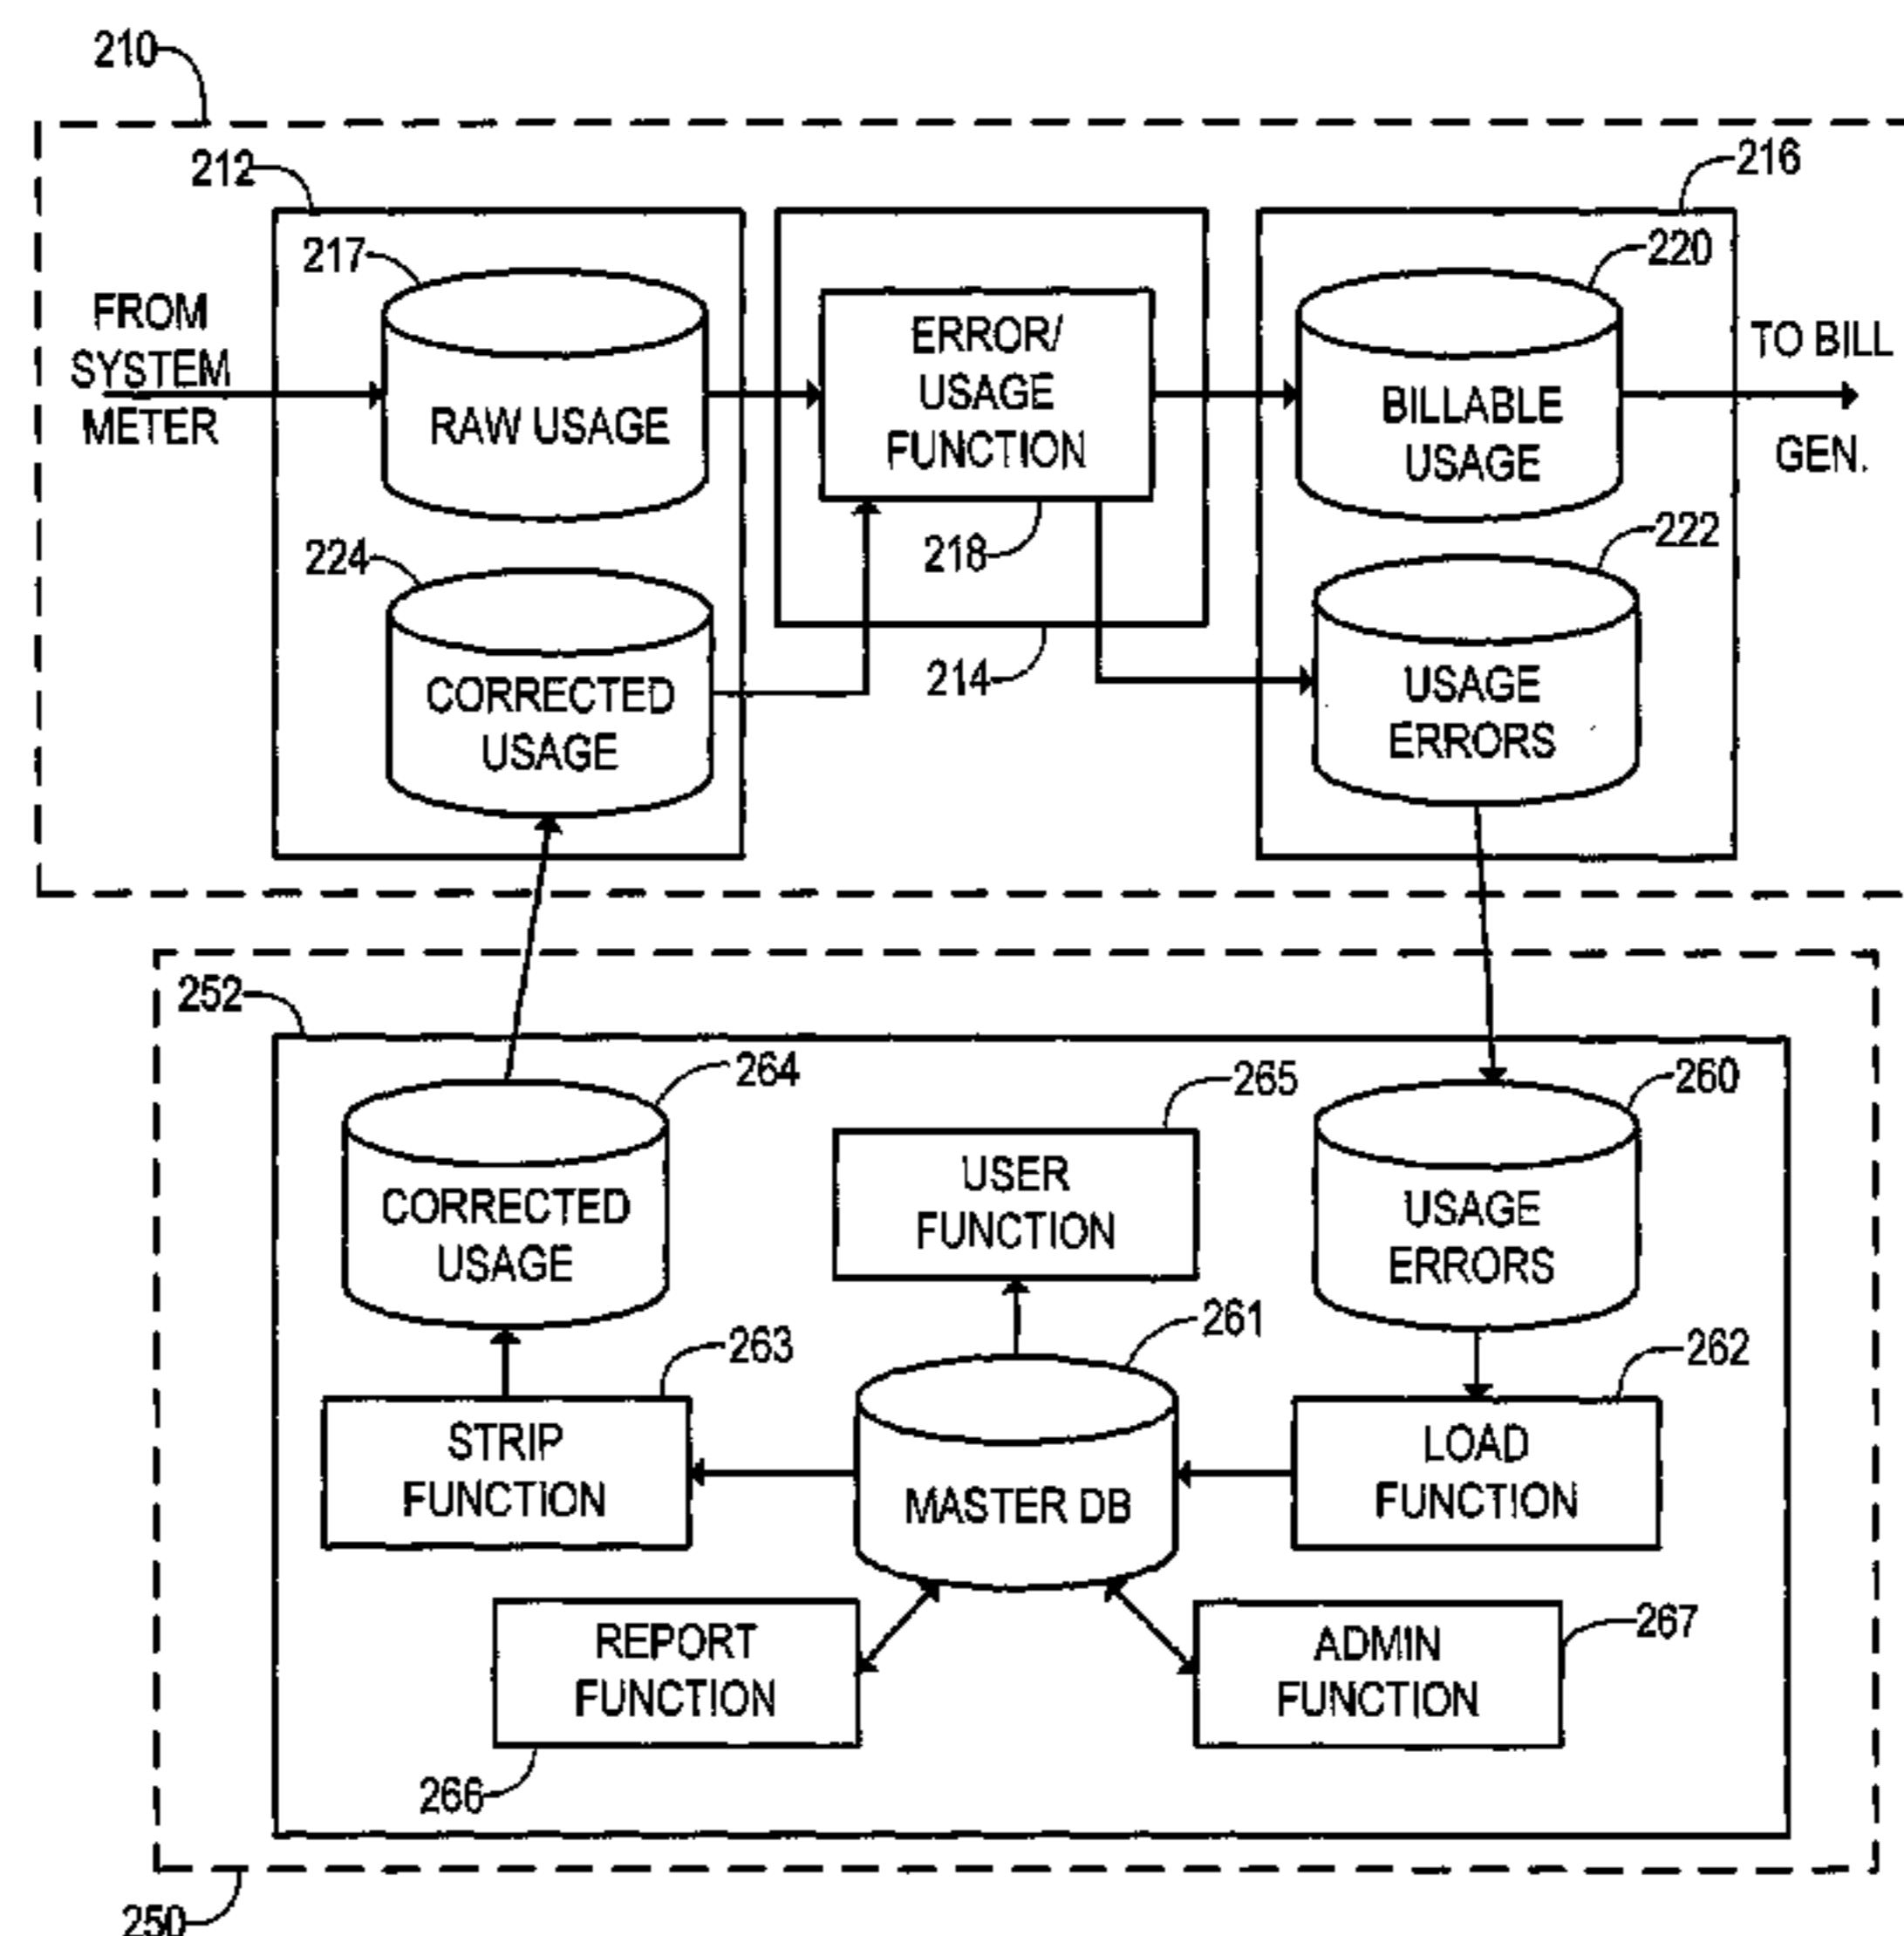 210
212
216
217
220
FROM
SYSTEM
METER
RAW USAGE
ERROR/
USAGE
FUNCTION
BILLABLE
USAGE
TO BILL
GEN.
224
218
222
CORRECTED
USAGE
214
USAGE
ERRORS
252
264
265
260
CORRECTED
USAGE
USER
FUNCTION
USAGE
ERRORS
263
261
262
STRIP
FUNCTION
MASTER DB
LOAD
FUNCTION
REPORT
FUNCTION
ADMIN
FUNCTION
267
266
250